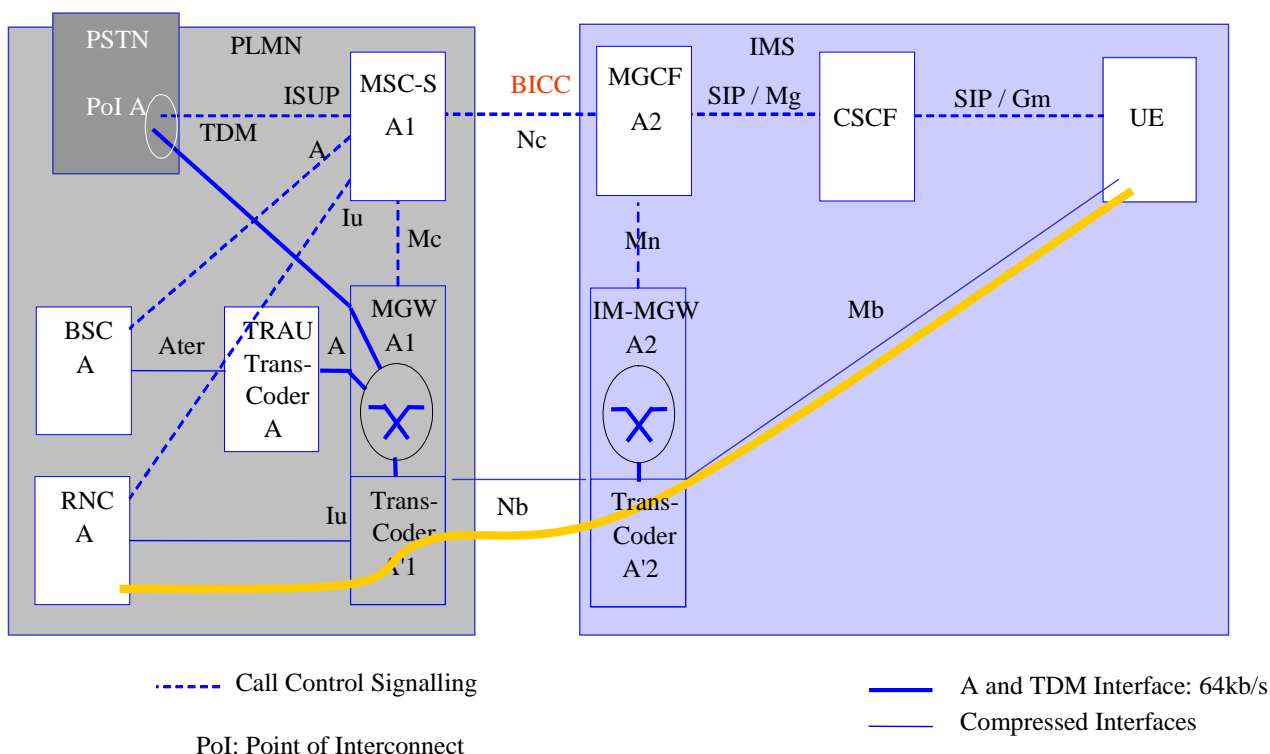 PSTN
PLMN
IMS
PoI A
ISUP
TDM
MSC-S
A1
BICC
Nc
MGCF
A2
SIP / Mg
CSCF
SIP / Gm
UE
A
Iu
Mc
Mn
Mb
BSC
A
Ater
TRAU
Trans-
Coder
A
A
MGW
A1
IM-MGW
A2
RNC
A
Iu
Trans-
Coder
A'1
Nb
Trans-
Coder
A'2
Call Control Signalling
A and TDM Interface: 64kb/s
Compressed Interfaces
PoI: Point of Interconnect